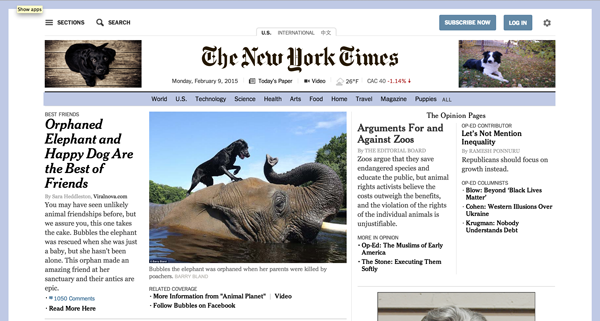 Show apps
SECTIONS
SEARCH
U.S. INTERNATIONAL 中文
SUBSCRIBE NOW
LOG IN
The New York Times
Monday, February 9, 2015
Today's Paper
Video
26°F
CAC 40 -1.14%
World U.S. Technology Science Health Arts Food Home Travel Magazine Puppies ALL
BEST FRIENDS
Orphaned
Elephant and
Happy Dog Are
the Best of
Friends
By Sara Huddleston, Viralnova.com
You may have seen unlikely
animal friendships before, but
we assure you, this one takes
the cake. Bubbles the elephant
was rescued when she was just
a baby, but she hasn't been
alone. This orphan made an
amazing friend at her
sanctuary and their antics are
epic.
1050 Comments
• Read More Here
Bubbles the elephant was orphaned when her parents were killed by
poachers. BARRY BLAND
RELATED COVERAGE
• More Information from "Animal Planet" | Video
• Follow Bubbles on Facebook
The Opinion Pages
Arguments For and
Against Zoos
By THE EDITORIAL BOARD
Zoos argue that they save
endangered species and
educate the public, but animal
rights activists believe the
costs outweigh the benefits,
and the violation of the rights
of the individual animals is
unjustifiable.
MORE IN OPINION
• Op-Ed: The Muslims of Early
America
• The Stone: Executing Them
Softly
OP-ED CONTRIBUTOR
Let's Not Mention
Inequality
By RAMESH PONNURU
Republicans should focus on
growth instead.
OP-ED COLUMNISTS
• Blow: Beyond 'Black Lives
Matter'
• Cohen: Western Illusions Over
Ukraine
• Krugman: Nobody
Understands Debt